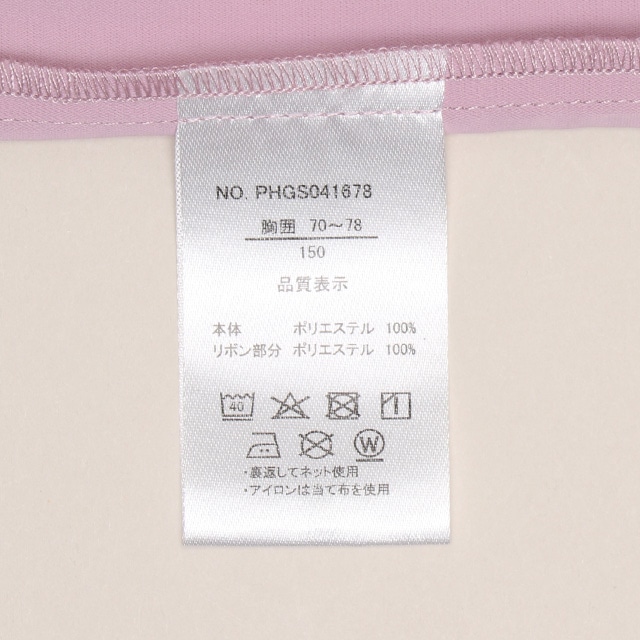 NO. PHGS041678
胸囲 70～78
150
品質表示
本体 ポリエステル 100%
リボン部分 ポリエステル 100%
40
W
・裏返してネット使用
・アイロンは当て布を使用